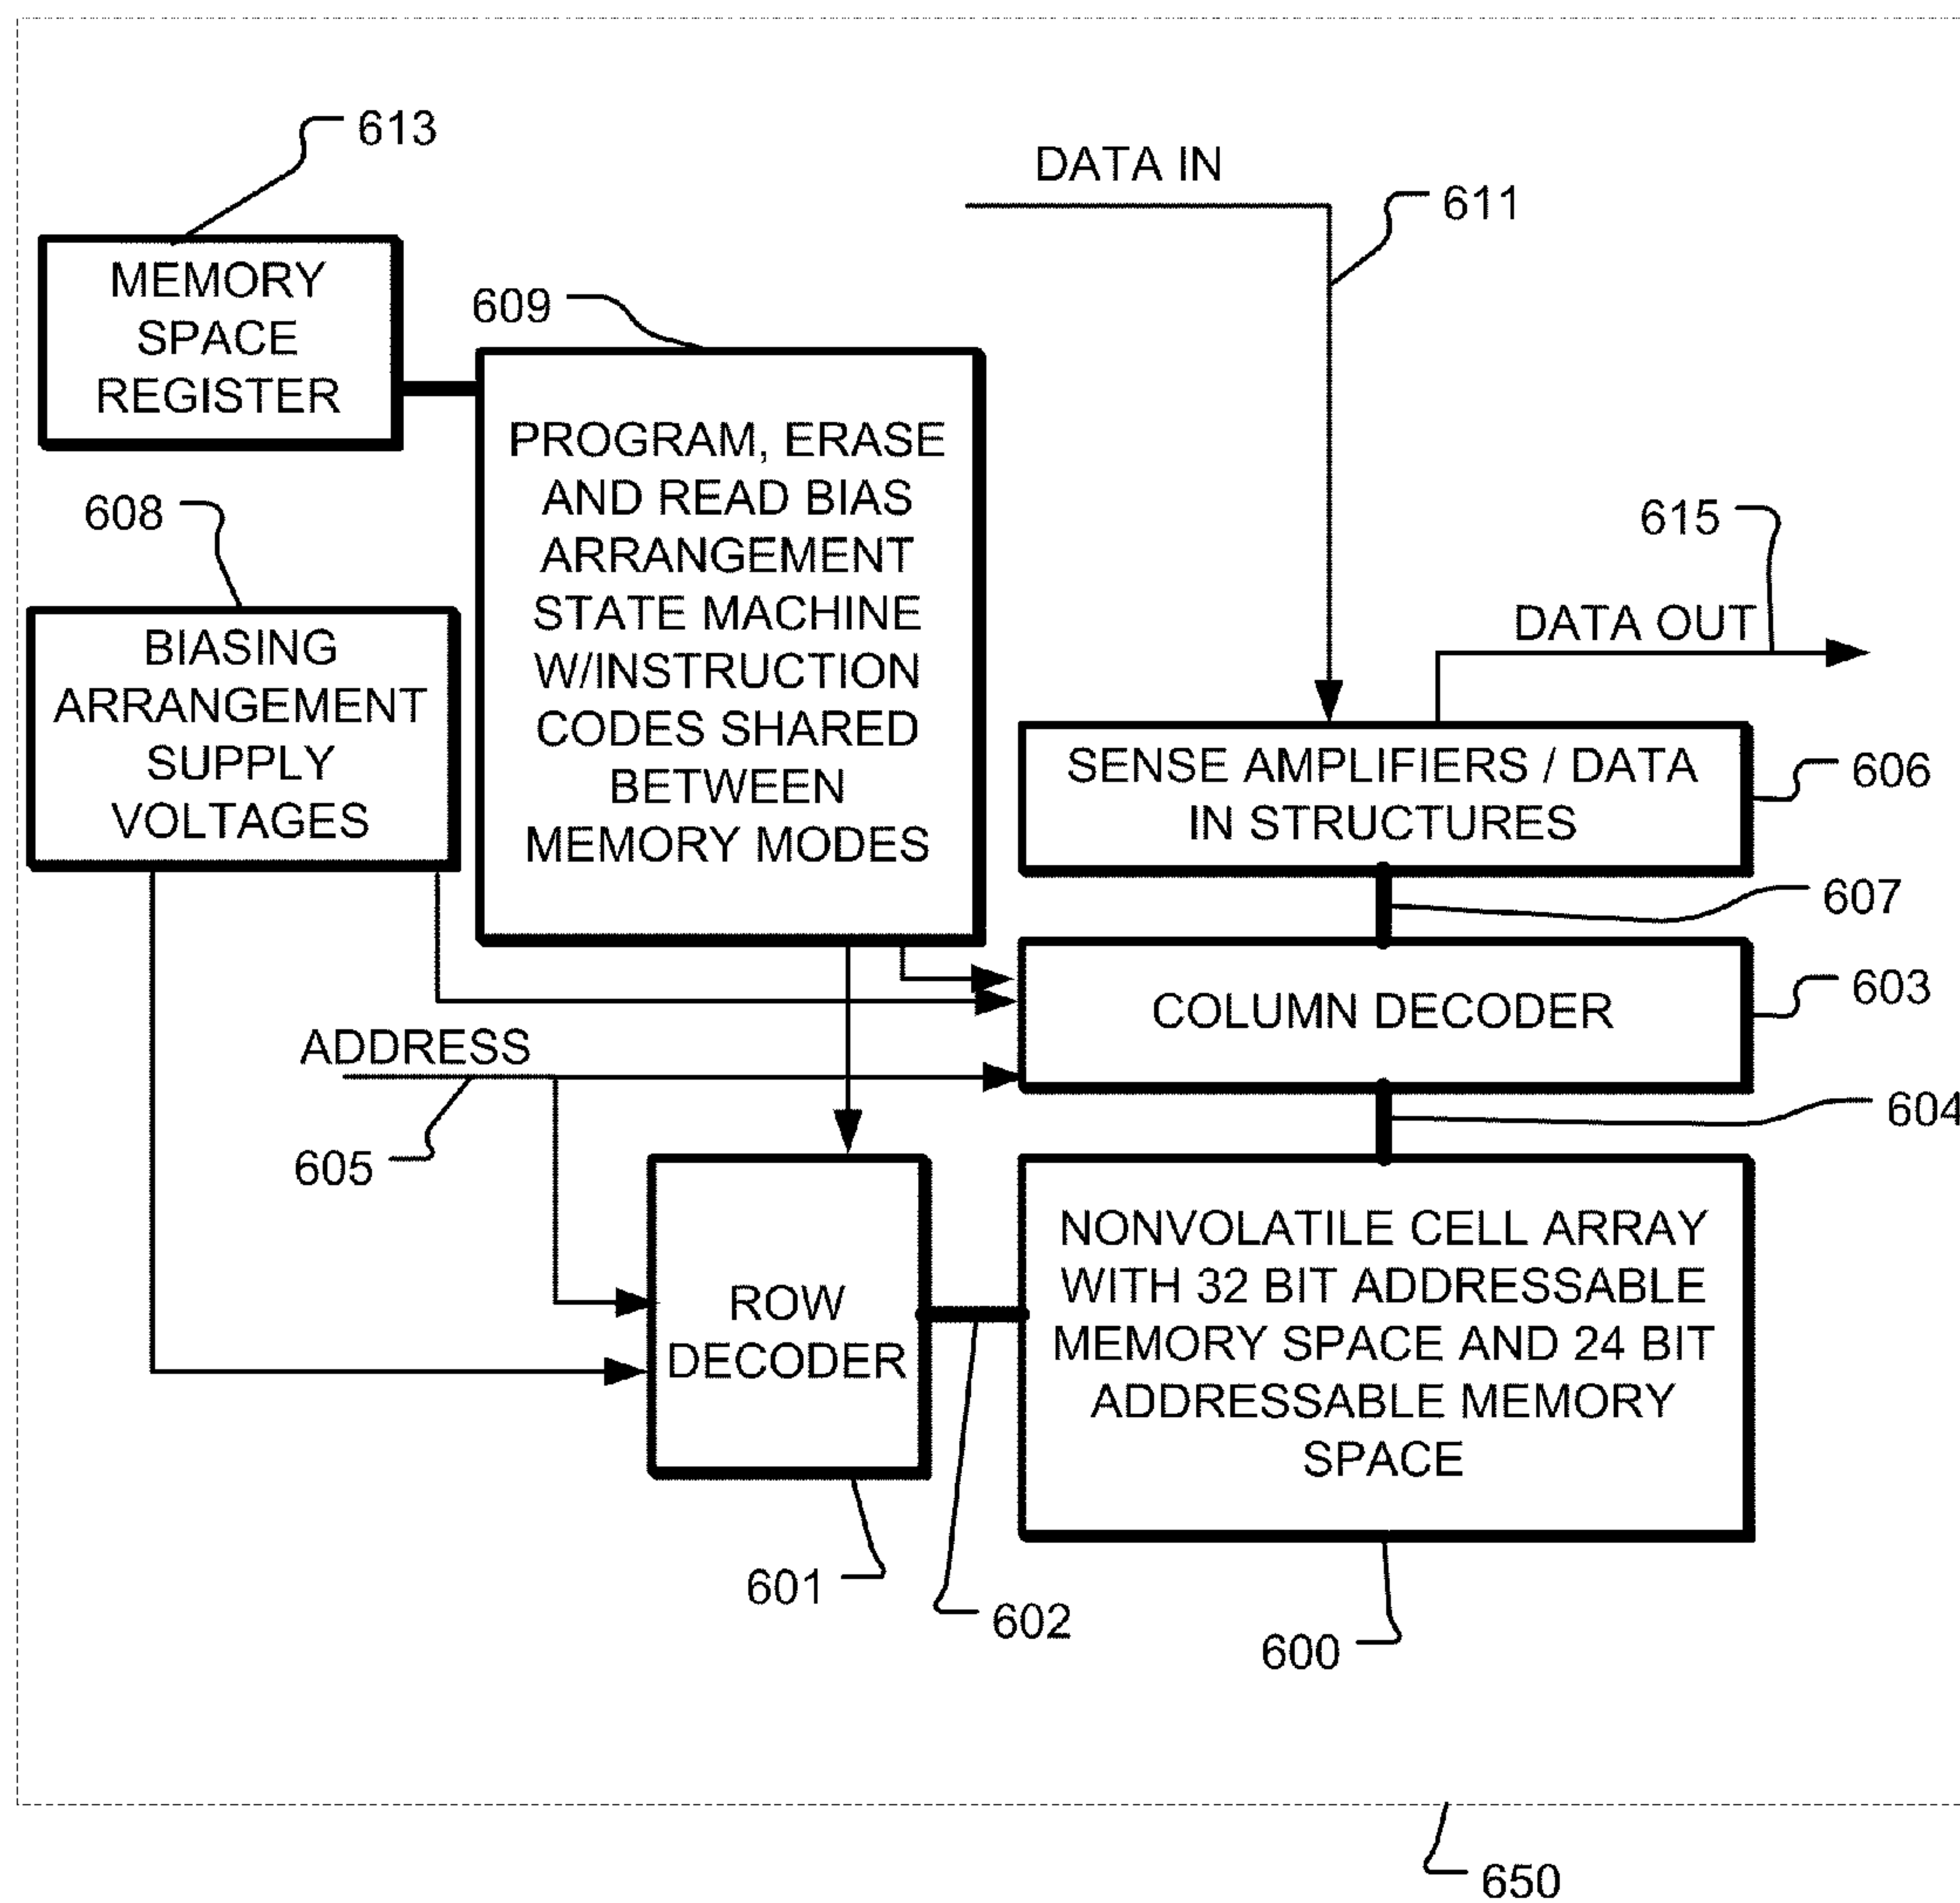 613
DATA IN
611
MEMORY
SPACE
REGISTER
609
PROGRAM, ERASE
AND READ BIAS
ARRANGEMENT
STATE MACHINE
W/INSTRUCTION
CODES SHARED
BETWEEN
MEMORY MODES
608
615
DATA OUT
BIASING
ARRANGEMENT
SUPPLY
VOLTAGES
SENSE AMPLIFIERS / DATA
IN STRUCTURES
606
607
COLUMN DECODER
603
ADDRESS
605
604
ROW
DECODER
NONVOLATILE CELL ARRAY
WITH 32 BIT ADDRESSABLE
MEMORY SPACE AND 24 BIT
ADDRESSABLE MEMORY
SPACE
601
602
600
650